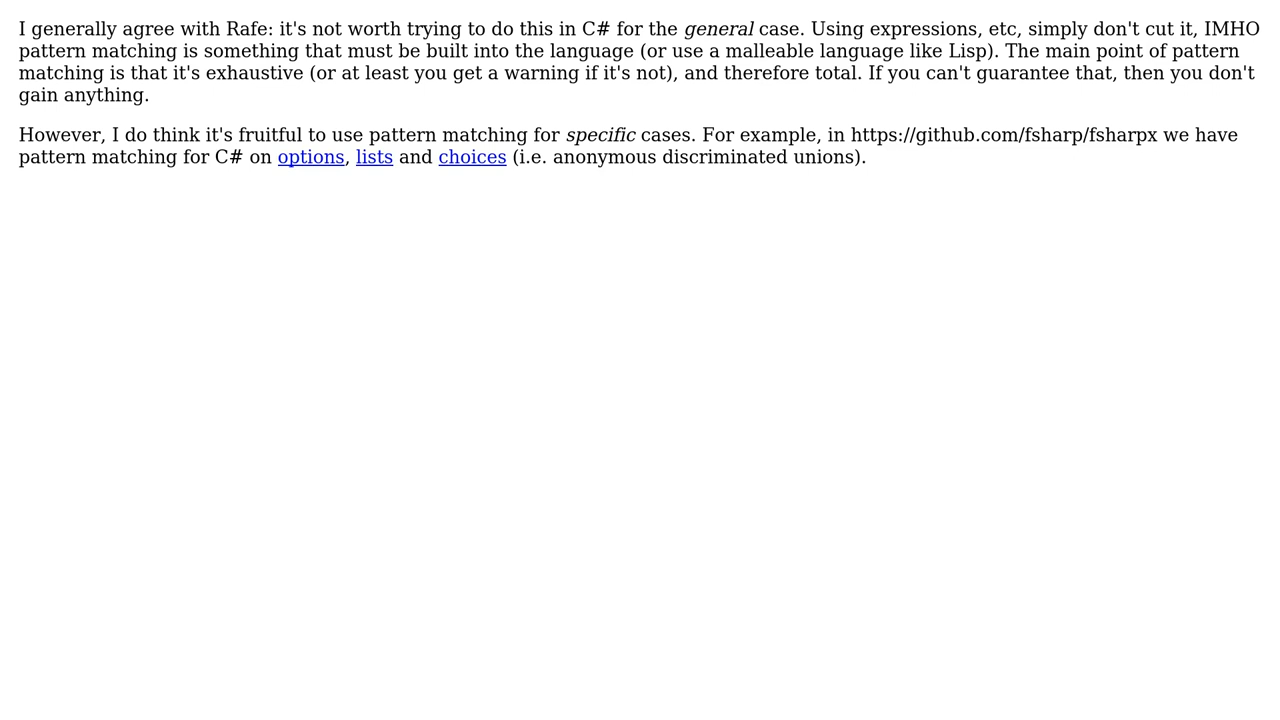 I generally agree with Rafe: it's not worth trying to do this in C# for the general case. Using expressions, etc, simply don't cut it, IMHO
pattern matching is something that must be built into the language (or use a malleable language like Lisp). The main point of pattern
matching is that it's exhaustive (or at least you get a warning if it's not), and therefore total. If you can't guarantee that, then you don't
gain anything.
However, I do think it's fruitful to use pattern matching for specific cases. For example, in https://github.com/fsharp/fsharpx we have
pattern matching for C# on options, lists and choices (i.e. anonymous discriminated unions).